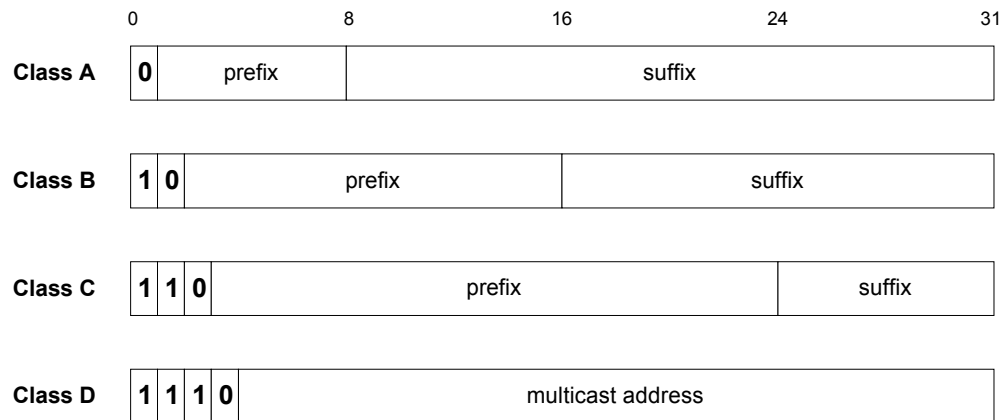 0 8 16 24 31
Class A 0 prefix suffix
Class B 1 0 prefix suffix
Class C 1 1 0 prefix suffix
Class D 1 1 1 0 multicast address